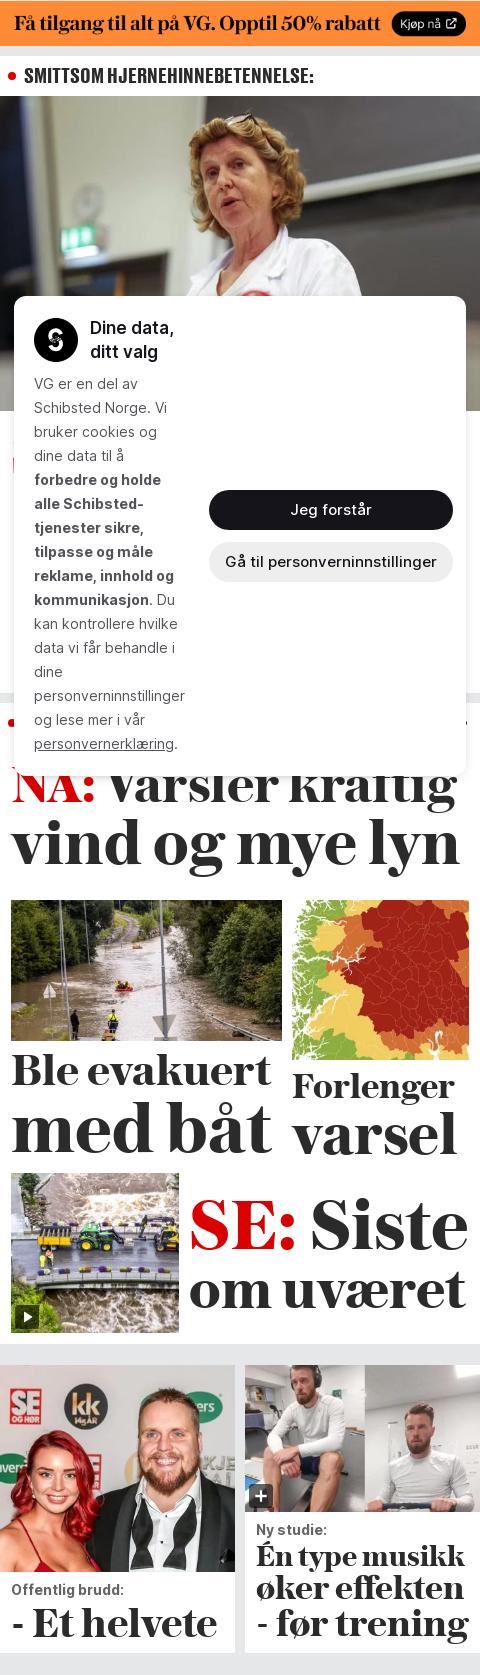 Få tilgang til alt på VG. Opptil 50% rabatt
Kjøp nå
SMITTSOM HJERNEHINNEBETENNELSE:
Dine data,
ditt valg
VG er en del av
Schibsted Norge. Vi
bruker cookies og
dine data til å
forbedre og holde
alle Schibsted-
tjenester sikre,
tilpasse og måle
reklame, innhold og
kommunikasjon. Du
kan kontrollere hvilke
data vi får behandle i
dine
personverninnstillinger
og lese mer i vår
personvernerklæring.
Jeg forstår
Gå til personverninnstillinger
NÅ: Varsler kraftig
vind og mye lyn
Ble evakuert
med båt
Forlenger
varsel
SE: Siste
om uværet
SE
OG HØR
kk
Offentlig brudd:
- Et helvete
Ny studie:
Én type musikk
øker effekten
- før trening